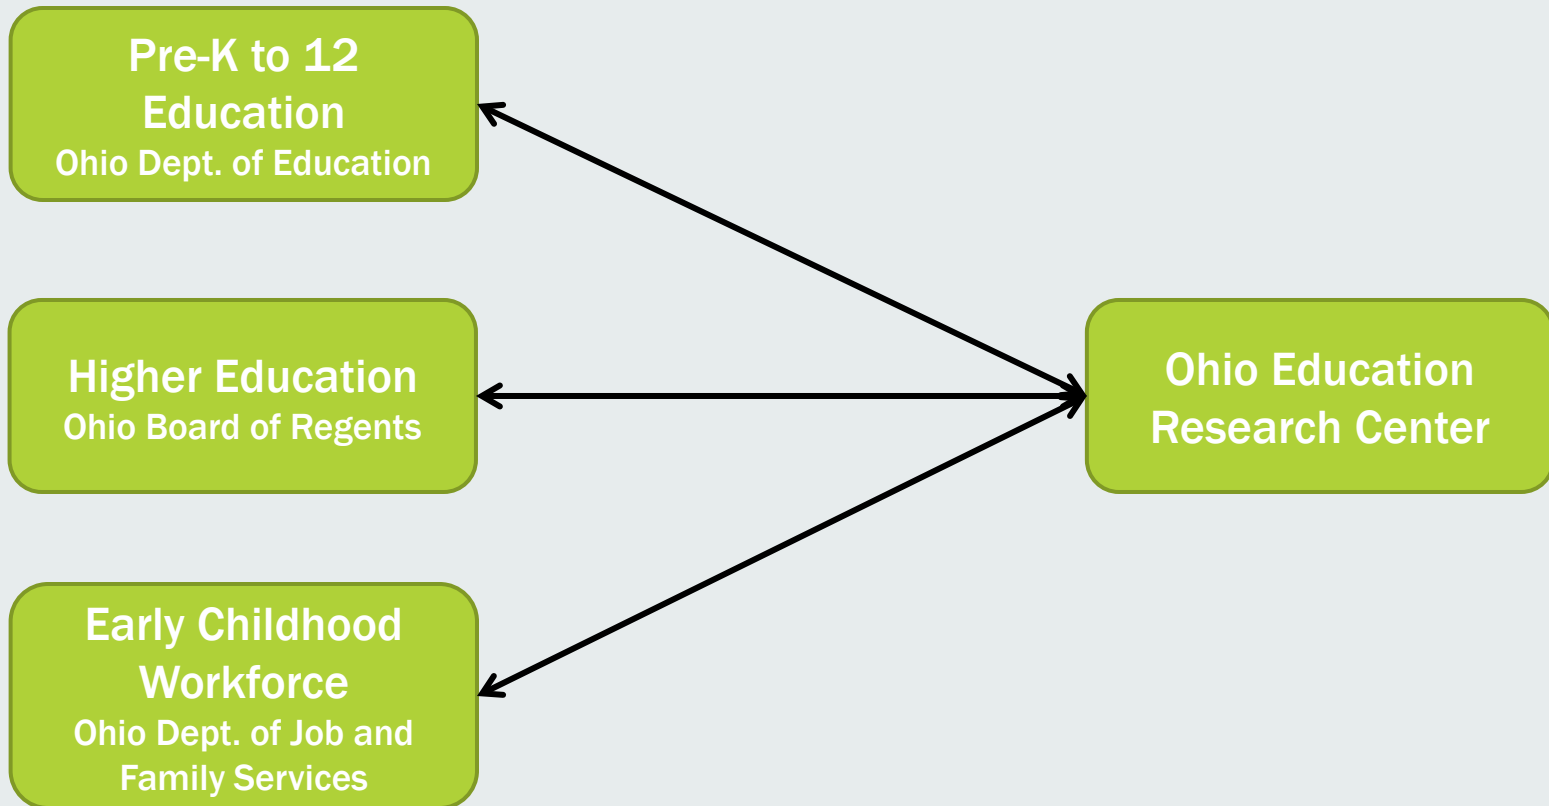 Pre-K to 12
Education
Ohio Dept. of Education
Higher Education
Ohio Board of Regents
Early Childhood
Workforce
Ohio Dept. of Job and
Family Services
Ohio Education
Research Center